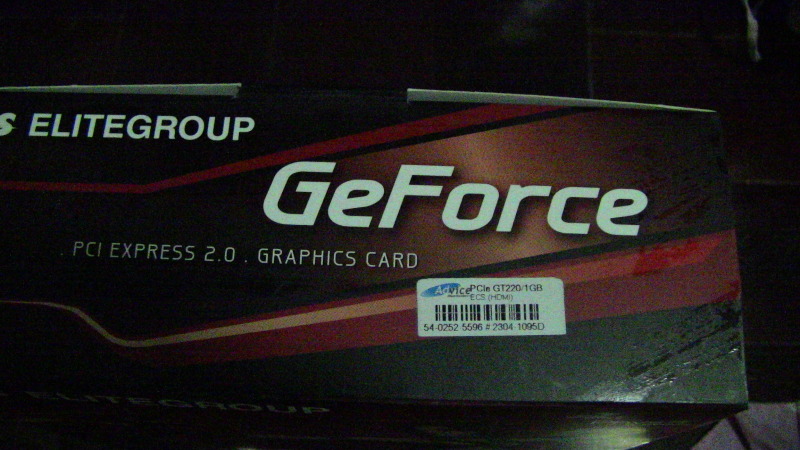 S ELITEGROUP
GeForce
. PCI EXPRESS 2.0 . GRAPHICS CARD
Advice PCIe GT220/1GB
ECS (HDMI)
54-0252-5596 # 2304-1095D
ELITEGROUP